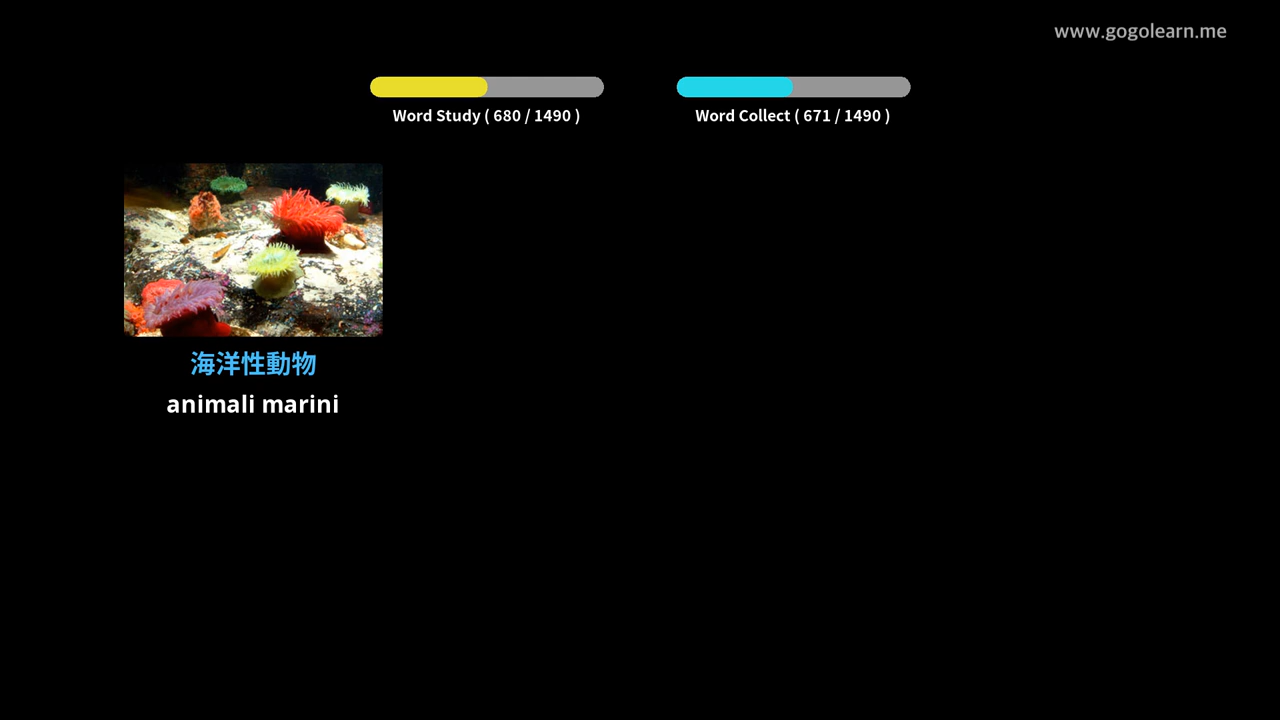 www.gogolearn.me
Word Study ( 680 / 1490 )
Word Collect ( 671 / 1490 )
海洋性動物
animali marini